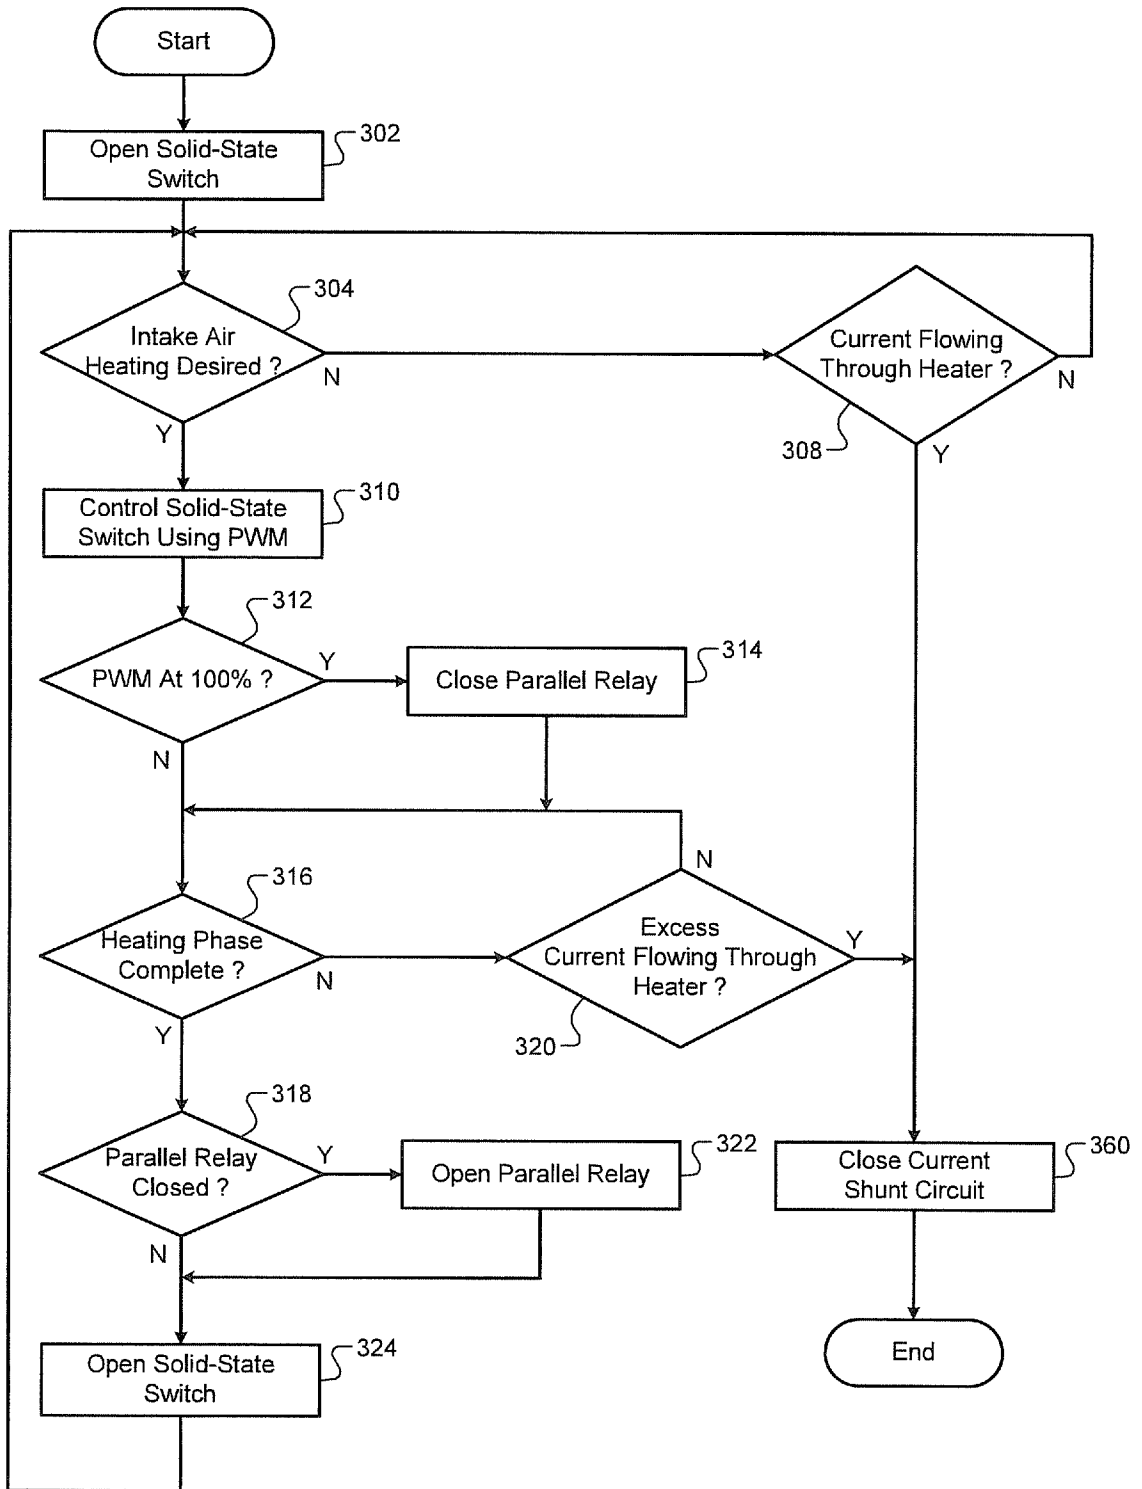 Start
302
Open Solid-State
Switch
304
Intake Air
Heating Desired ?
N
Y
Current Flowing
Through Heater ?
N
308
Y
310
Control Solid-State
Switch Using PWM
312
PWM At 100% ?
Y
N
314
Close Parallel Relay
316
Heating Phase
Complete ?
N
Y
N
Excess
Current Flowing Through
Heater ?
Y
320
318
Parallel Relay
Closed ?
Y
N
322
Open Parallel Relay
360
Close Current
Shunt Circuit
324
Open Solid-State
Switch
End